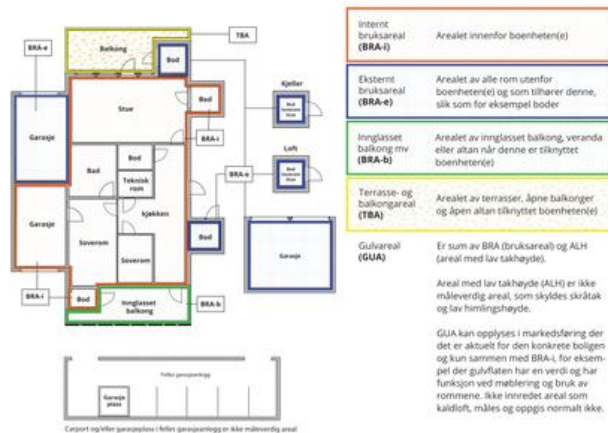 TBA
Balkong
BRA-e
Bod
Kjeller
Bod
Stue
Bod
Garasje
BRA-i
Loft
Bod
Bad
Teknisk
rom
BRA-e
Bod
kjøkken
Garasje
Bod
Garasje
Soverom
Soverom
BRA-i
Bod
Innglasset
balkong
BRA-b
Felles garasjeanlegg
Garasje
plass
Carport og/eller garasjeplass i felles garasjeanlegg er ikke måleverdig areal
Internt
bruksareal
(BRA-i)
Arealet innenfor boenheten(e)
Eksternt
bruksareal
(BRA-e)
Arealet av alle rom utenfor
boenheten(e) og som tilhører denne,
slik som for eksempel boder
Innglasset
balkong mv
(BRA-b)
Arealet av innglasset balkong, veranda
eller altan når denne er tilknyttet
boenheten(e)
Terrasse- og
balkongareal
(TBA)
Arealet av terrasser, åpne balkonger
og åpen altan tilknyttet boenheten(e)
Gulvareal
(GUA)
Er sum av BRA (bruksareal) og ALH
(areal med lav takhøyde).
Areal med lav takhøyde (ALH) er ikke
måleverdig areal, som skyldes skråtak
og lav himlingshøyde.
GUA kan opplyses i markedsføring der
det er aktuelt for den konkrete boligen
og kun sammen med BRA-i, for eksem-
pel der gulvflaten har en verdi og har
funksjon ved møblering og bruk av
rommene. Ikke innredet areal som
kaldloft, måles og oppgis normalt ikke.